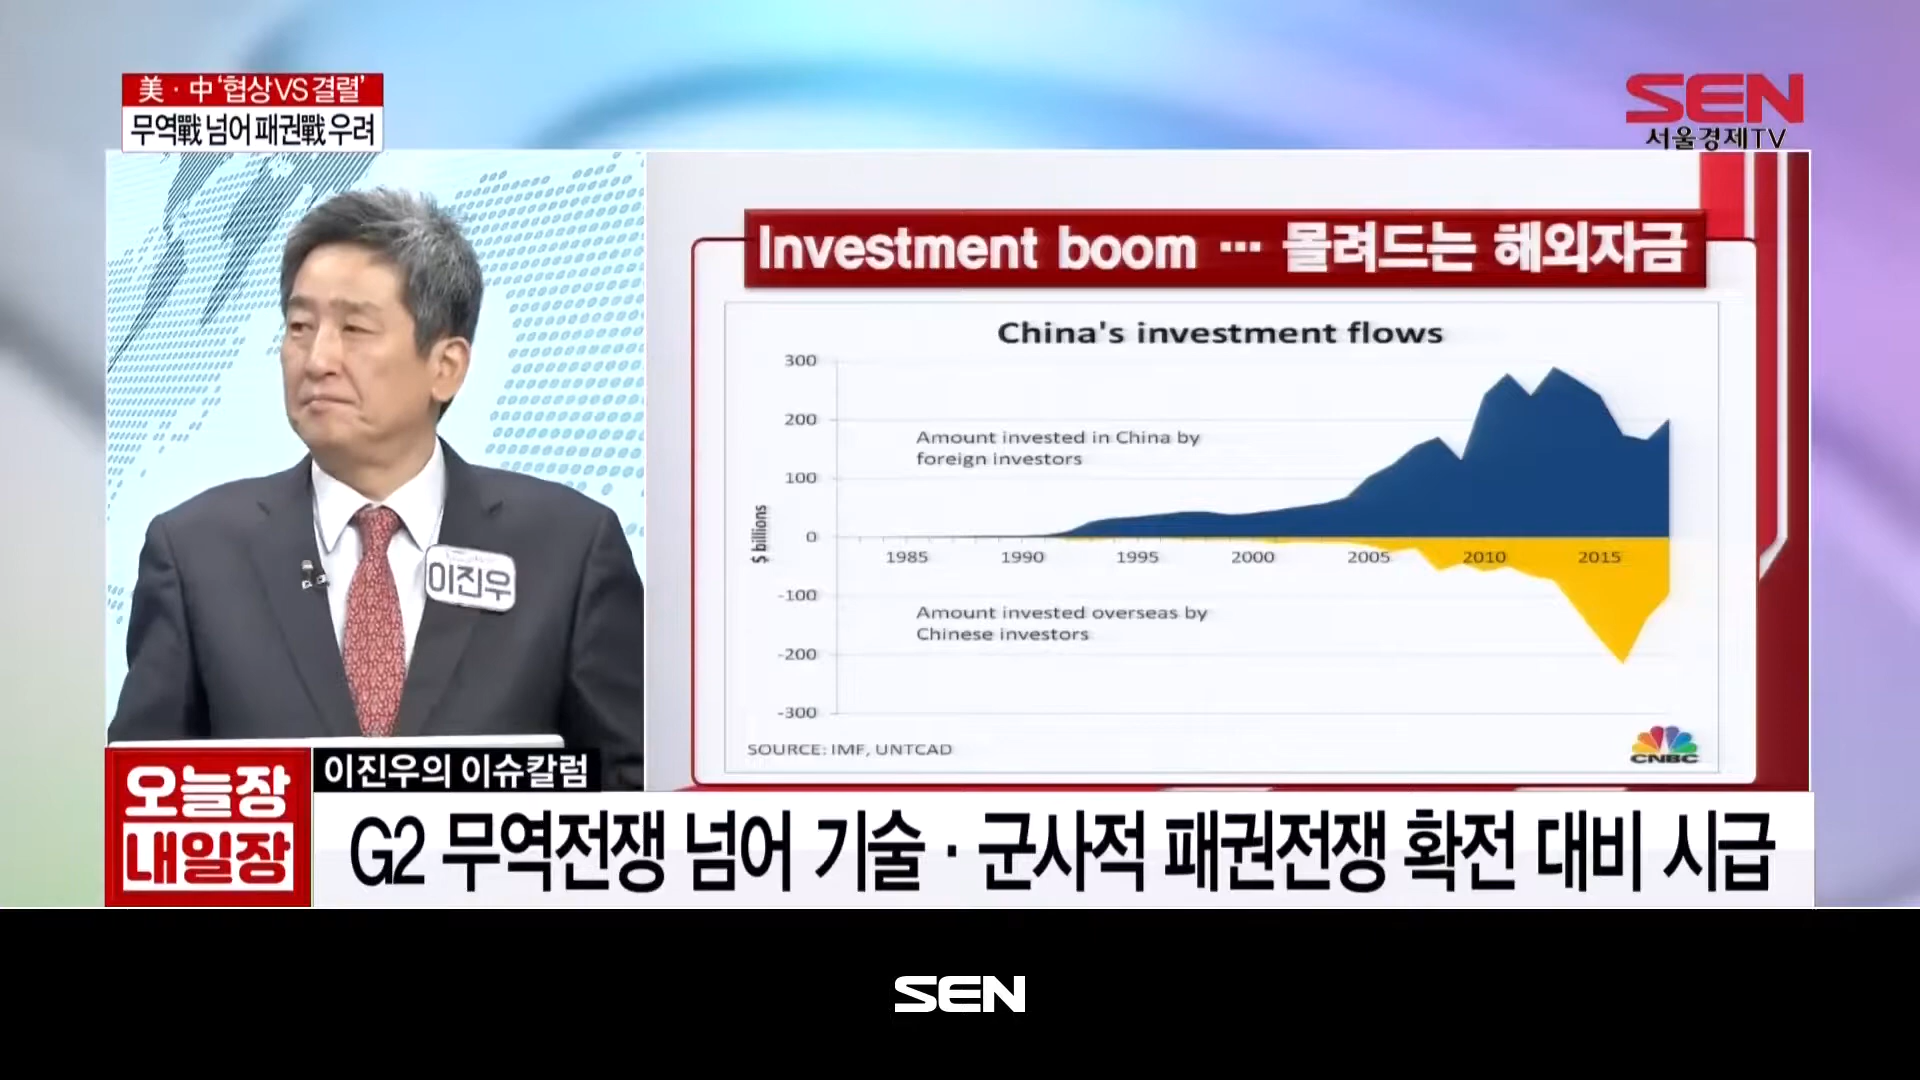 美·中 '협상VS결렬'
무역戰 넘어 패권戰 우려
SEN
서울경제TV
Investment boom ··· 몰려드는 해외자금
China's investment flows
300
200
100
0
-100
-200
-300
$ billions
Amount invested in China by
foreign investors
1985 1990 1995 2000 2005 2010 2015
Amount invested overseas by
Chinese investors
SOURCE: IMF, UNTCAD
CNBC
이진우
오늘장
내일장
이진우의 이슈칼럼
G2 무역전쟁 넘어 기술·군사적 패권전쟁 확전 대비 시급
SEN